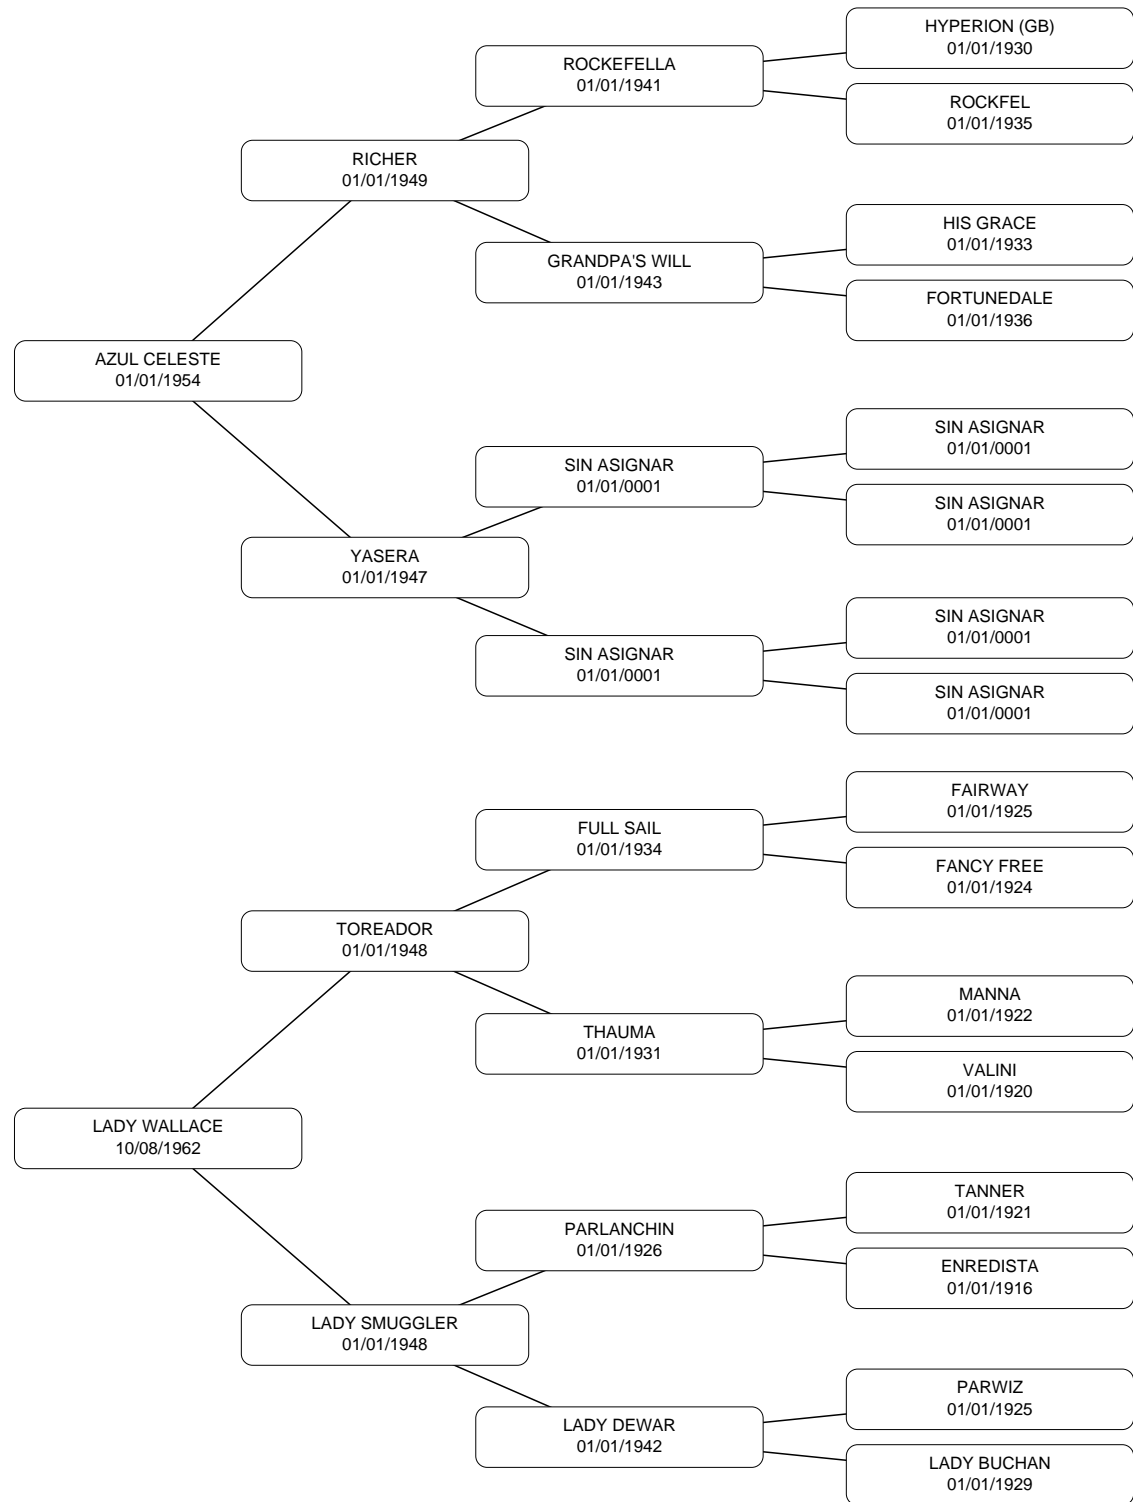 HYPERION (GB)
01/01/1930
ROCKEFELLA
01/01/1941
ROCKFEL
01/01/1935
RICHER
01/01/1949
HIS GRACE
01/01/1933
GRANDPA'S WILL
01/01/1943
FORTUNEDALE
01/01/1936
AZUL CELESTE
01/01/1954
SIN ASIGNAR
01/01/0001
SIN ASIGNAR
01/01/0001
SIN ASIGNAR
01/01/0001
YASERA
01/01/1947
SIN ASIGNAR
01/01/0001
SIN ASIGNAR
01/01/0001
SIN ASIGNAR
01/01/0001
FAIRWAY
01/01/1925
FULL SAIL
01/01/1934
FANCY FREE
01/01/1924
TOREADOR
01/01/1948
MANNA
01/01/1922
THAUMA
01/01/1931
VALINI
01/01/1920
LADY WALLACE
10/08/1962
TANNER
01/01/1921
PARLANCHIN
01/01/1926
ENREDISTA
01/01/1916
LADY SMUGGLER
01/01/1948
PARWIZ
01/01/1925
LADY DEWAR
01/01/1942
LADY BUCHAN
01/01/1929